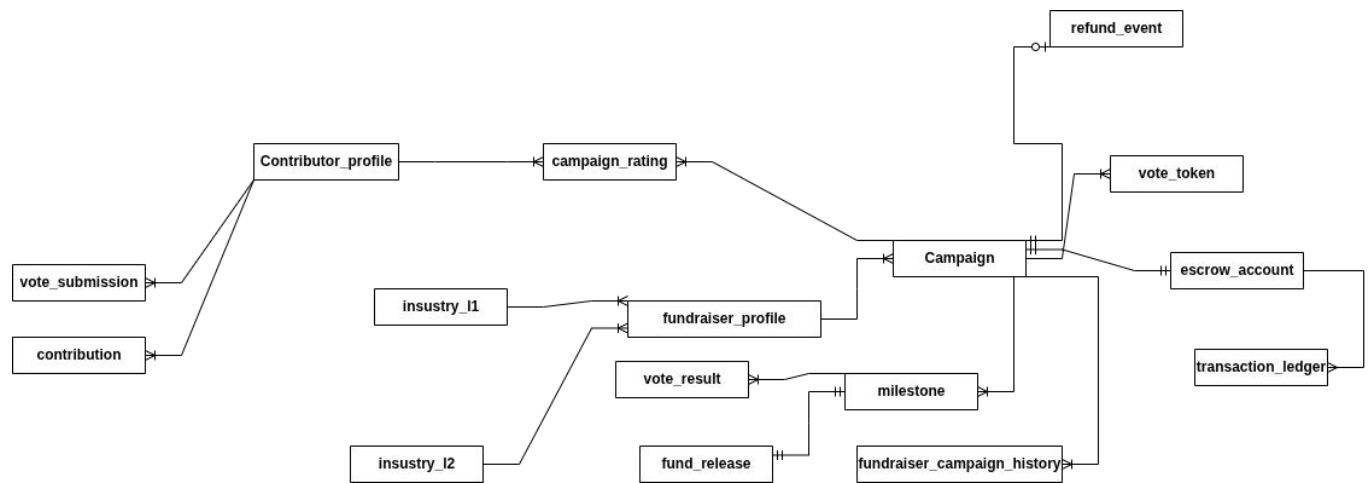 refund_event
Contributor_profile
campaign_rating
vote_token
Campaign
escrow_account
vote_submission
insustry_l1
fundraiser_profile
contribution
vote_result
milestone
transaction_ledger
insustry_l2
fund_release
fundraiser_campaign_history